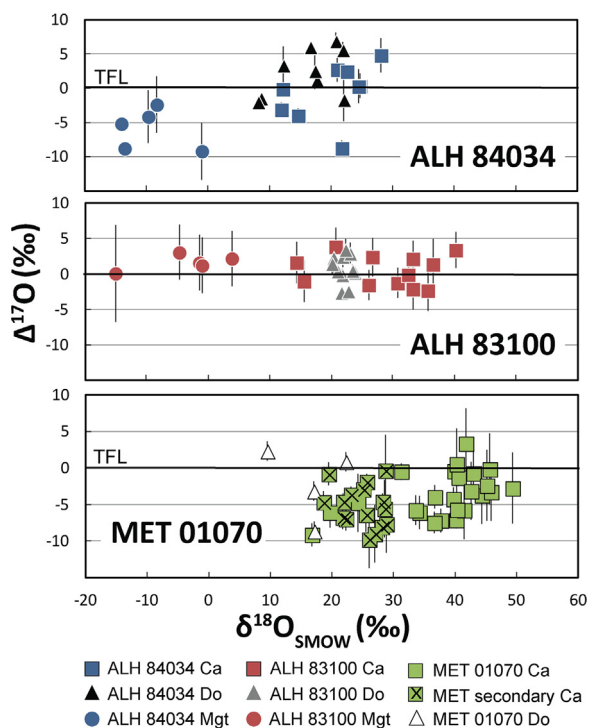 10
5
TFL
0
-5
-10
ALH 84034
10
5
0
-5
-10
ALH 83100
Δ17O (‰)
10
5
TFL
0
-5
-10
MET 01070
-20 -10 0 10 20 30 40 50 60
δ18OSMOW (‰)
ALH 84034 Ca ALH 83100 Ca MET 01070 Ca
ALH 84034 Do ALH 83100 Do MET secondary Ca
ALH 84034 Mgt ALH 83100 Mgt MET 01070 Do